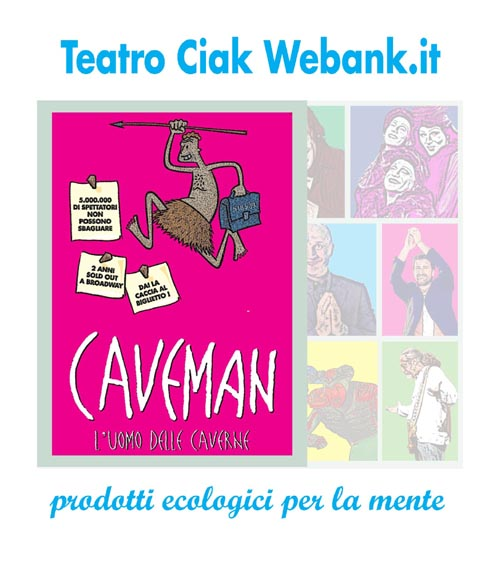 Teatro Ciak Webank.it
5.000.000
DI SPETTATORI
NON
POSSONO
SBAGLIARE
2 ANNI
SOLD OUT
A BROADWAY
DAI LA
CACCIA AL
BIGLIETTO !
CAVEMAN
L'UOMO DELLE CAVERNE
prodotti ecologici per la mente